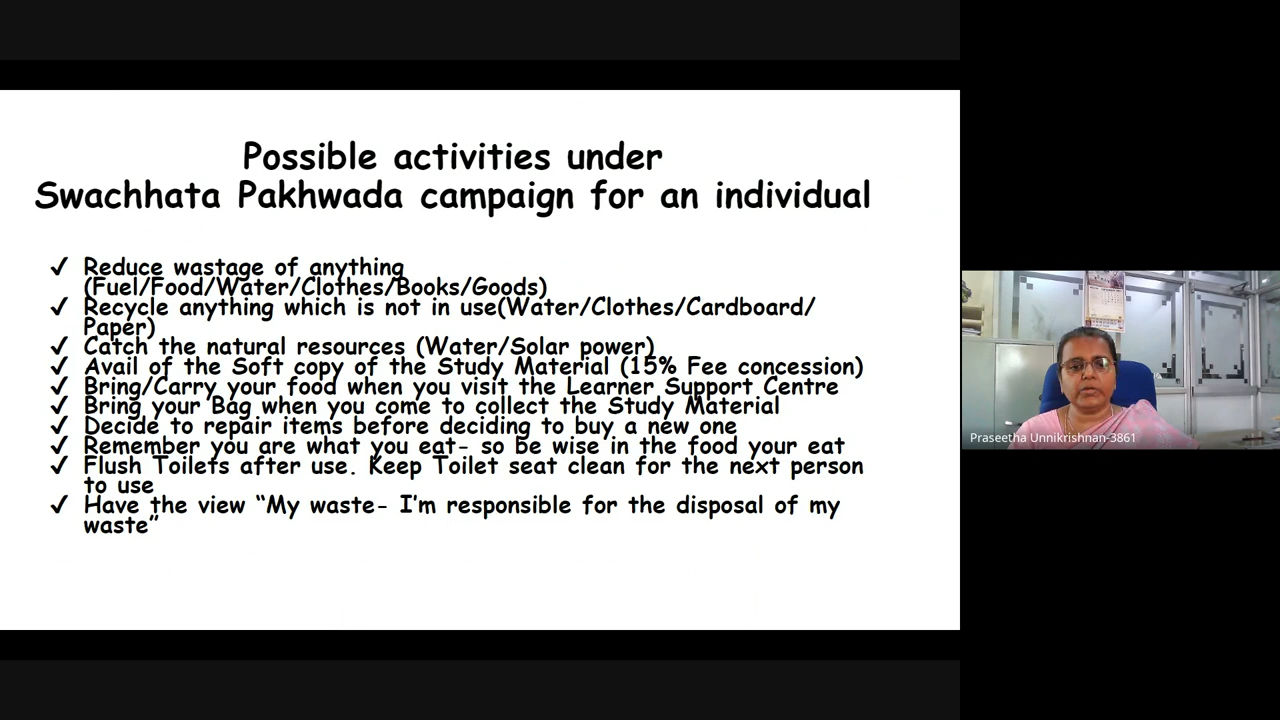 Possible activities under
Swachhata Pakhwada campaign for an individual
✓ Reduce wastage of anything
(Fuel/Food/Water/Clothes/Books/Goods)
✓ Recycle anything which is not in use(Water/Clothes/Cardboard/
Paper)
✓ Catch the natural resources (Water/Solar power)
✓ Avail of the Soft copy of the Study Material (15% Fee concession)
✓ Bring/Carry your food when you visit the Learner Support Centre
✓ Bring your Bag when you come to collect the Study Material
✓ Decide to repair items before deciding to buy a new one
✓ Remember you are what you eat- so be wise in the food your eat
✓ Flush Toilets after use. Keep Toilet seat clean for the next person
to use
✓ Have the view “My waste- I’m responsible for the disposal of my
waste”
Praseetha Unnikrishnan-3861